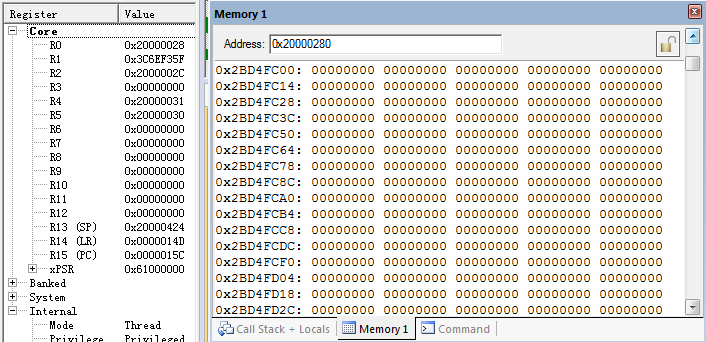 Register Value
Core
R0 0x20000028
R1 0x3C6EF35F
R2 0x2000002C
R3 0x00000000
R4 0x20000031
R5 0x20000030
R6 0x00000000
R7 0x00000000
R8 0x00000000
R9 0x00000000
R10 0x00000000
R11 0x00000000
R12 0x00000000
R13 (SP) 0x20000424
R14 (LR) 0x0000014D
R15 (PC) 0x0000015C
xPSR 0x61000000
Banked
System
Internal
Mode Thread
Privilege Privileged
Memory 1
Address: 0x20000280
0x2BD4FC00: 00000000 00000000 00000000 00000000 00000000
0x2BD4FC14: 00000000 00000000 00000000 00000000 00000000
0x2BD4FC28: 00000000 00000000 00000000 00000000 00000000
0x2BD4FC3C: 00000000 00000000 00000000 00000000 00000000
0x2BD4FC50: 00000000 00000000 00000000 00000000 00000000
0x2BD4FC64: 00000000 00000000 00000000 00000000 00000000
0x2BD4FC78: 00000000 00000000 00000000 00000000 00000000
0x2BD4FC8C: 00000000 00000000 00000000 00000000 00000000
0x2BD4FCA0: 00000000 00000000 00000000 00000000 00000000
0x2BD4FCB4: 00000000 00000000 00000000 00000000 00000000
0x2BD4FCC8: 00000000 00000000 00000000 00000000 00000000
0x2BD4FCDC: 00000000 00000000 00000000 00000000 00000000
0x2BD4FCF0: 00000000 00000000 00000000 00000000 00000000
0x2BD4FD04: 00000000 00000000 00000000 00000000 00000000
0x2BD4FD18: 00000000 00000000 00000000 00000000 00000000
0x2BD4FD2C: 00000000 00000000 00000000 00000000 00000000
Call Stack + Locals Memory 1 Command